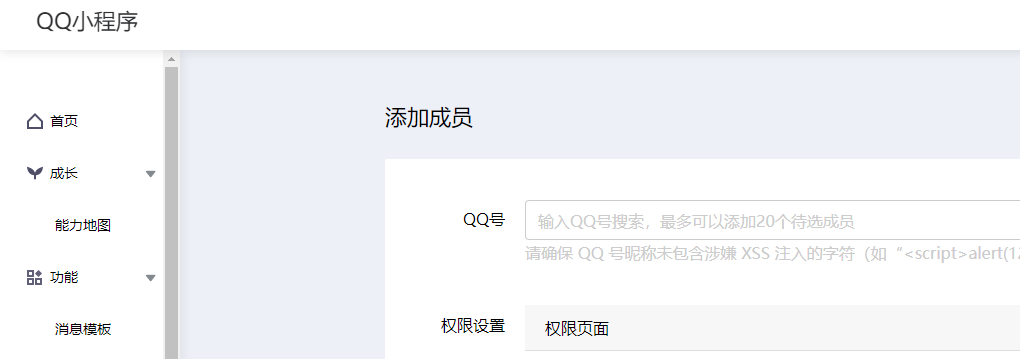 QQ小程序
首页
成长
能力地图
功能
消息模板
添加成员
QQ号
输入QQ号搜索，最多可以添加20个待选成员
请确保 QQ 号昵称未包含涉嫌 XSS 注入的字符（如“<script>alert(12
权限设置
权限页面